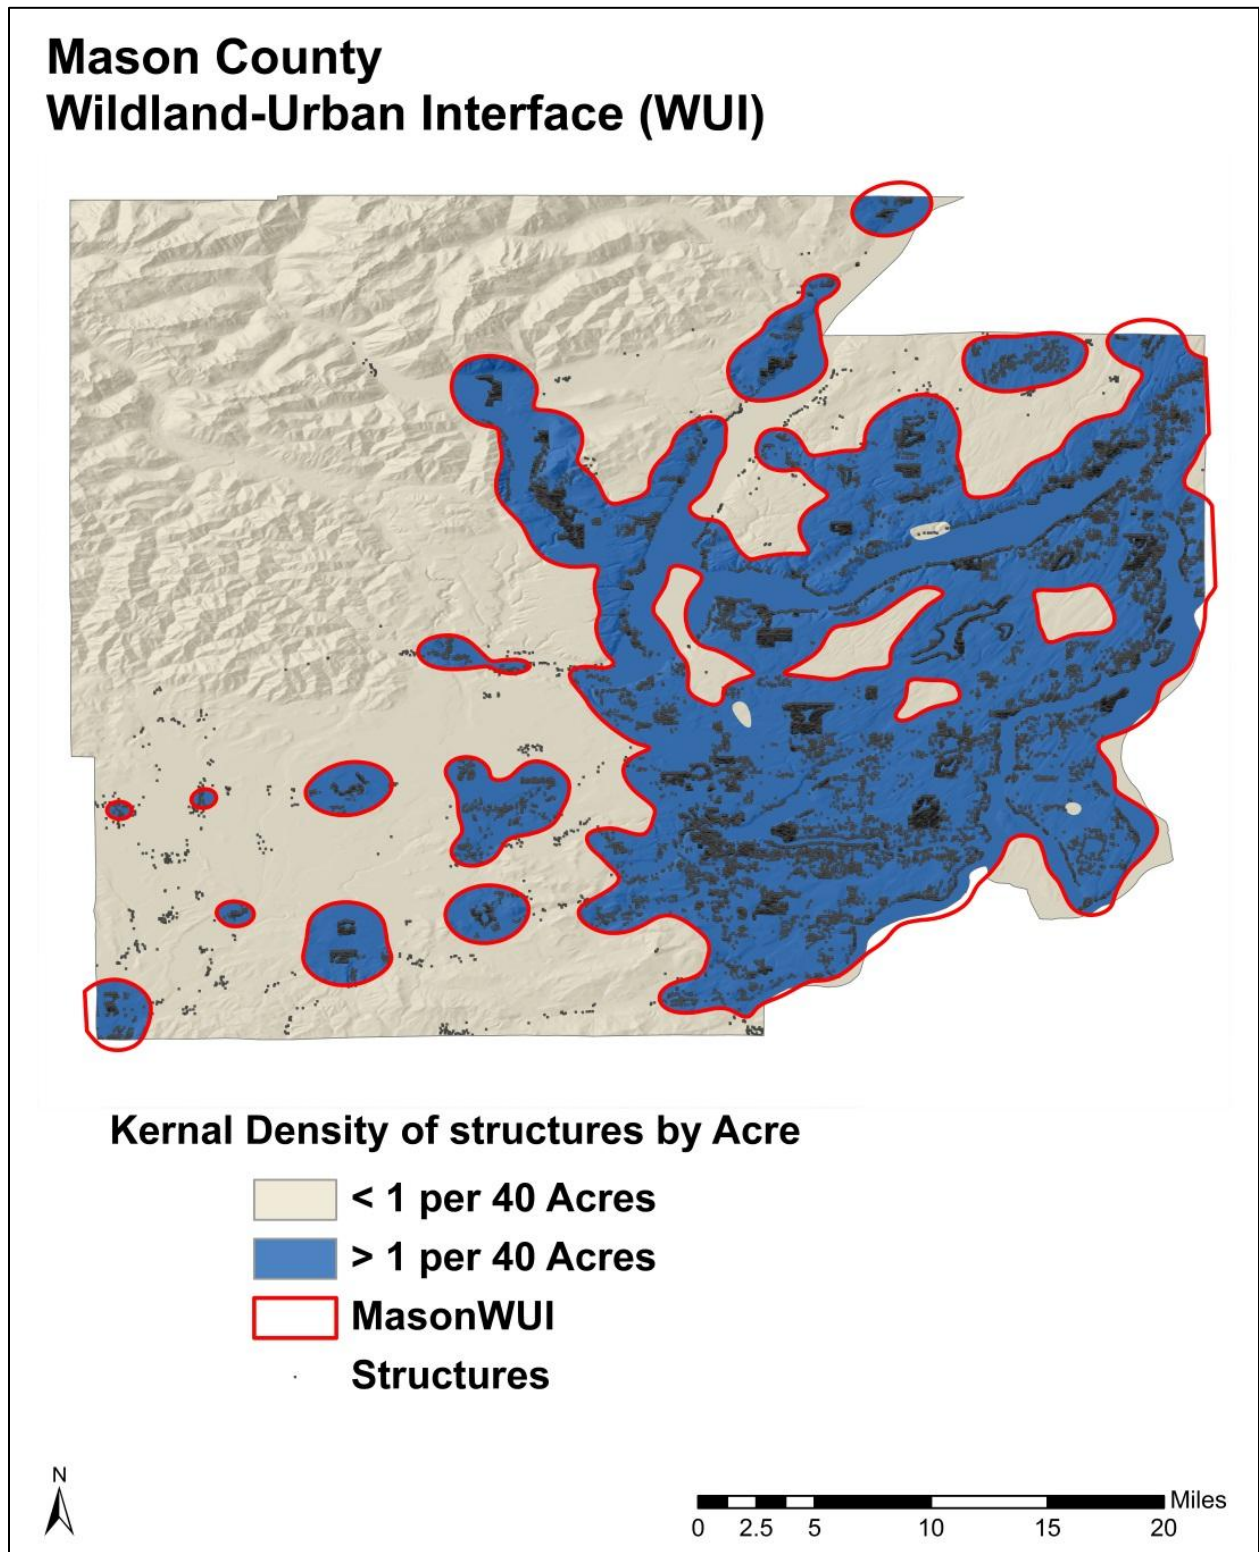 Mason County
Wildland-Urban Interface (WUI)
Kernal Density of structures by Acre
< 1 per 40 Acres
> 1 per 40 Acres
MasonWUI
Structures
N
Miles
0 2.5 5 10 15 20